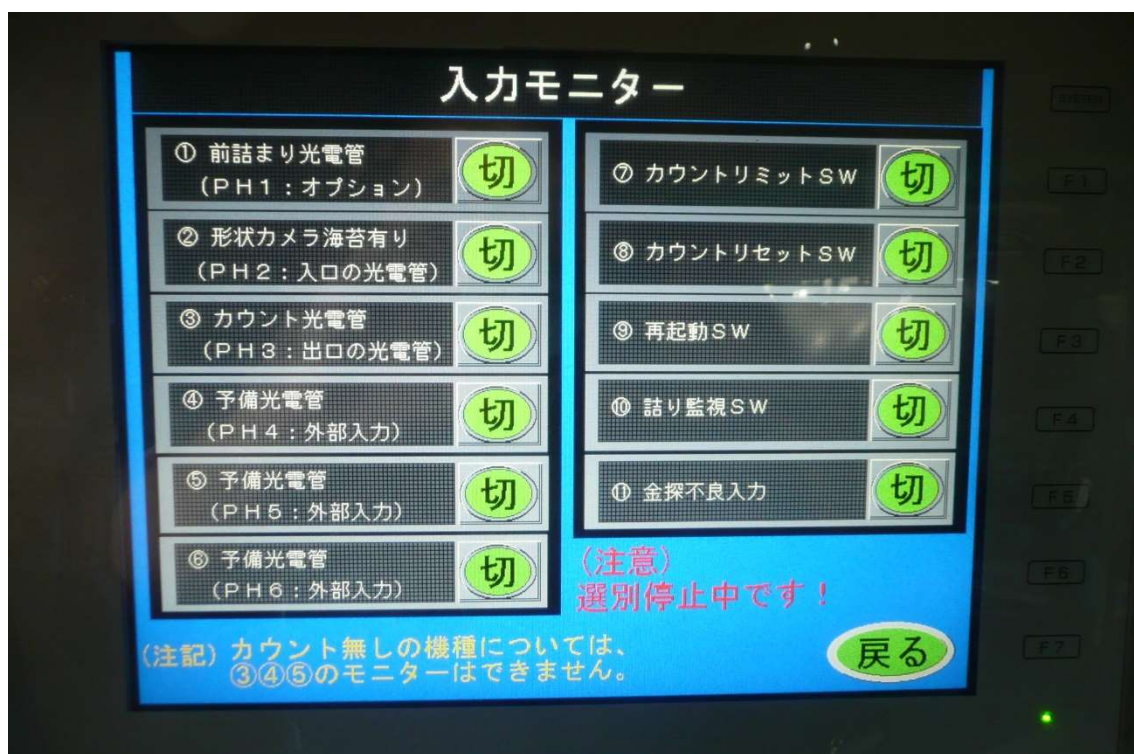 入力モニター
① 前詰まり光電管
(PH1:オプション)
切
② 形状カメラ海苔有り
(PH2:入口の光電管)
切
③ カウント光電管
(PH3:出口の光電管)
切
④ 予備光電管
(PH4:外部入力)
切
⑤ 予備光電管
(PH5:外部入力)
切
⑥ 予備光電管
(PH6:外部入力)
切
⑦ カウントリミットSW
切
⑧ カウントリセットSW
切
⑨ 再起動SW
切
⑩ 詰り監視SW
切
⑪ 金探不良入力
切
(注意)
選別停止中です!
(注記) カウント無しの機種については、
③④⑤のモニターはできません。
戻る
F1
F2
F3
F4
F5
F6
F7